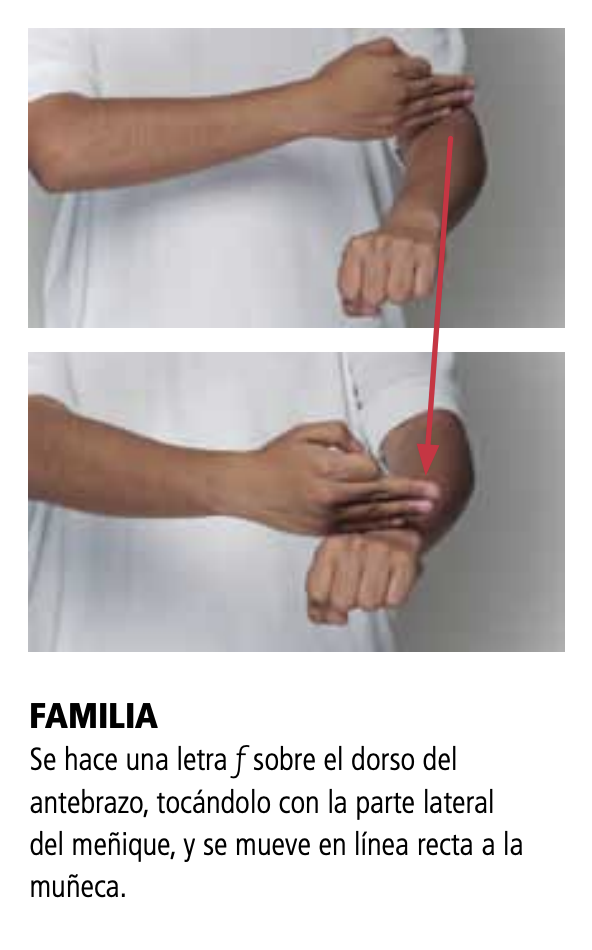 FAMILIA
Se hace una letra f sobre el dorso del
antebrazo, tocándolo con la parte lateral
del meñique, y se mueve en línea recta a la
muñeca.